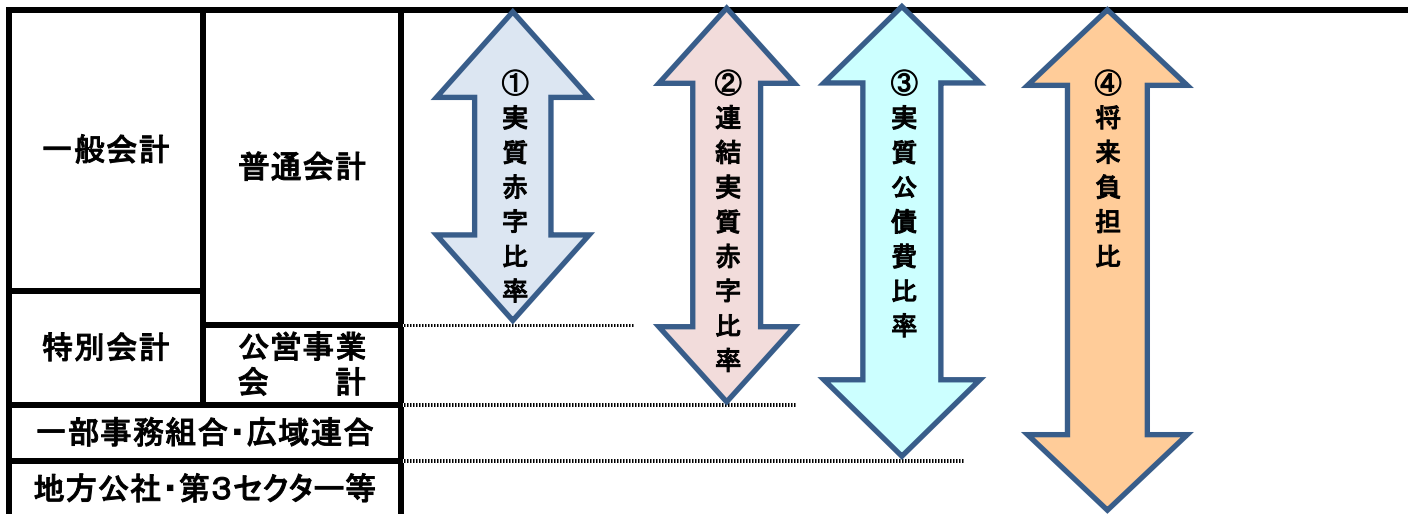 一般会計
普通会計
特別会計
公営事業
会　　計
一部事務組合・広域連合
地方公社・第３セクター等
①実質赤字比率
②連結実質赤字比率
③実質公債費比率
④将来負担比